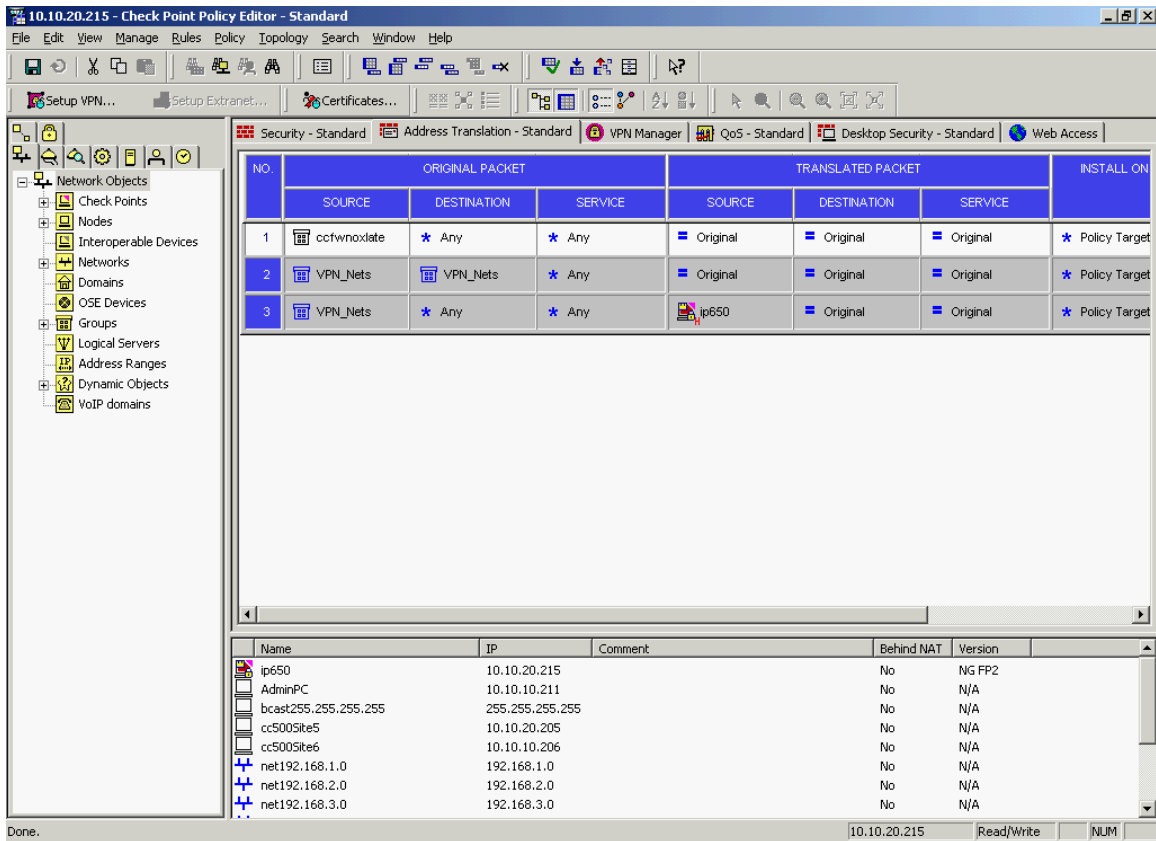 10.10.20.215 - Check Point Policy Editor - Standard
File Edit View Manage Rules Policy Topology Search Window Help
Setup VPN... Setup Extranet... Certificates...
Security - Standard Address Translation - Standard VPN Manager QoS - Standard Desktop Security - Standard Web Access
Network Objects
Check Points
Nodes
Interoperable Devices
Networks
Domains
OSE Devices
Groups
Logical Servers
Address Ranges
Dynamic Objects
VoIP domains
NO. ORIGINAL PACKET TRANSLATED PACKET INSTALL ON
SOURCE DESTINATION SERVICE SOURCE DESTINATION SERVICE
1 ccfwnoxlate * Any * Any = Original = Original = Original * Policy Target
2 VPN_Nets VPN_Nets * Any = Original = Original = Original * Policy Target
3 VPN_Nets * Any * Any ip650 = Original = Original * Policy Target
Name IP Comment Behind NAT Version
ip650 10.10.20.215 No NG FP2
AdminPC 10.10.10.211 No N/A
bcast255.255.255.255 255.255.255.255 No N/A
cc500Site5 10.10.20.205 No N/A
cc500Site6 10.10.10.206 No N/A
net192.168.1.0 192.168.1.0 No N/A
net192.168.2.0 192.168.2.0 No N/A
net192.168.3.0 192.168.3.0 No N/A
Done. 10.10.20.215 Read/Write NUM